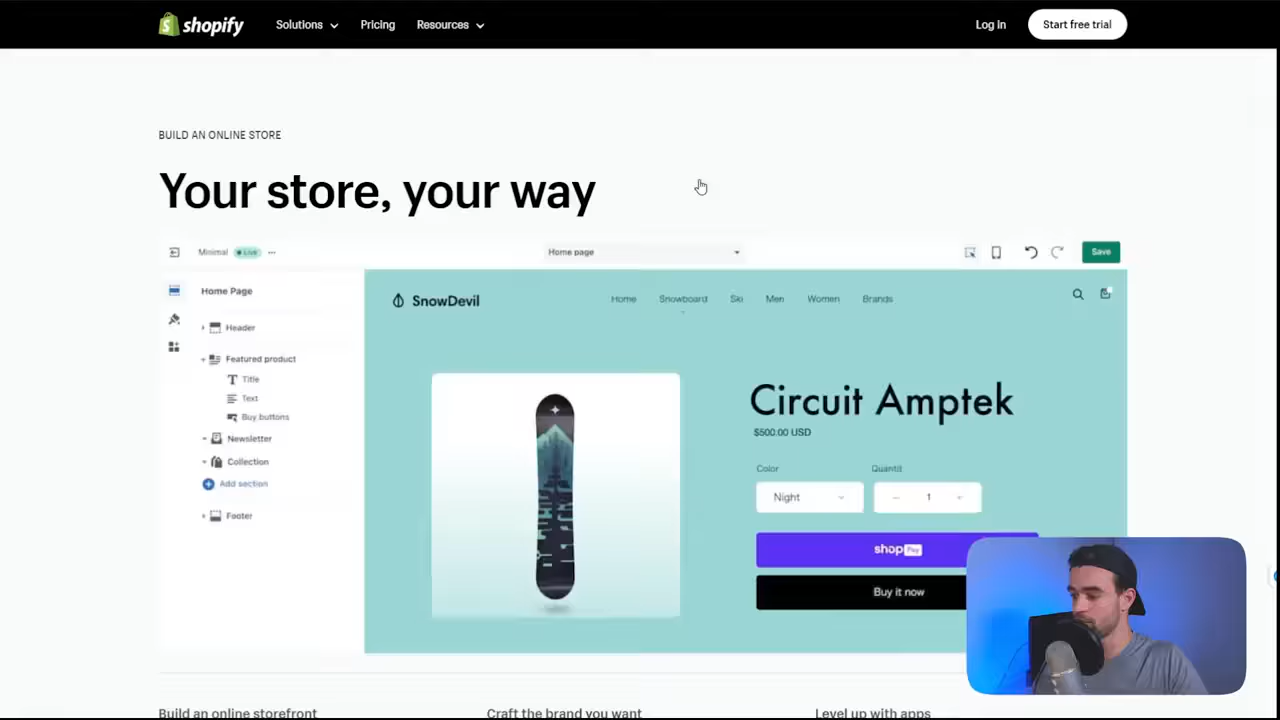 shopify Solutions Pricing Resources Log in Start free trial
BUILD AN ONLINE STORE
Your store, your way
Minimal Live Home page Save
Home Page
Header
Featured product
Title
Text
Buy buttons
Newsletter
Collection
Add section
Footer
SnowDevil Home Snowboard Ski Men Women Brands
Circuit Amptek
$500.00 USD
Color Quantit
Night 1
shop Pay
Buy it now
Build an online storefront Craft the brand you want Level up with apps